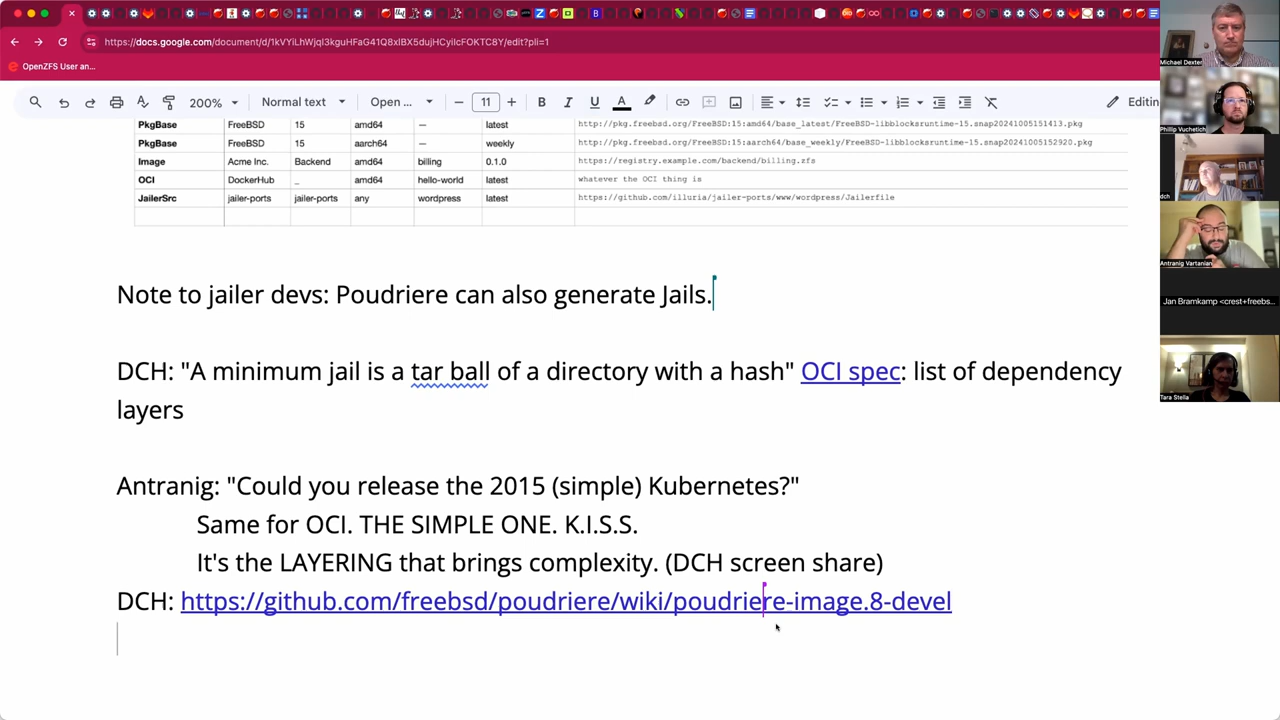 https://docs.google.com/document/d/1kVYiLhWjql3kguHFaG41Q8xIBX5dujHCyiIcFOKTC8Y/edit?pli=1
OpenZFS User an...
200% Normal text Open ... 11 Editin
PkgBase FreeBSD 15 amd64 — latest http://pkg.freebsd.org/FreeBSD:15:amd64/base_latest/FreeBSD-libblocksruntime-15.snap20241005151413.pkg
PkgBase FreeBSD 15 aarch64 — weekly http://pkg.freebsd.org/FreeBSD:15:aarch64/base_weekly/FreeBSD-libblocksruntime-15.snap20241005152920.pkg
Image Acme Inc. Backend amd64 billing 0.1.0 https://registry.example.com/backend/billing.zfs
OCI DockerHub _ amd64 hello-world latest whatever the OCI thing is
JailerSrc jailer-ports jailer-ports any wordpress latest https://github.com/illuria/jailer-ports/www/wordpress/Jailerfile
Note to jailer devs: Poudriere can also generate Jails.
DCH: "A minimum jail is a tar ball of a directory with a hash" OCI spec: list of dependency
layers
Antranig: "Could you release the 2015 (simple) Kubernetes?"
Same for OCI. THE SIMPLE ONE. K.I.S.S.
It's the LAYERING that brings complexity. (DCH screen share)
DCH: https://github.com/freebsd/poudriere/wiki/poudriere-image.8-devel
Michael Dexter
Phillip Vuchetich
dch
Antranig Vartanian
Jan Bramkamp <crest+freebs...
Tara Stella